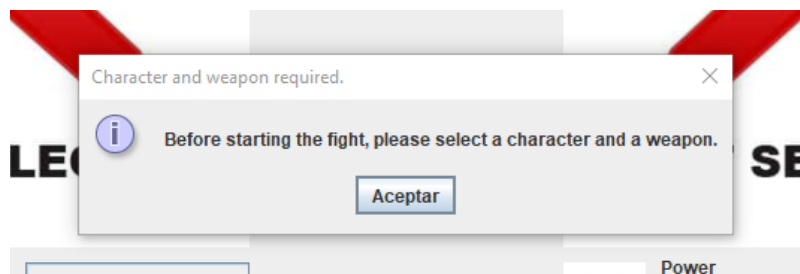 Character and weapon required.
Before starting the fight, please select a character and a weapon.
Aceptar
Power